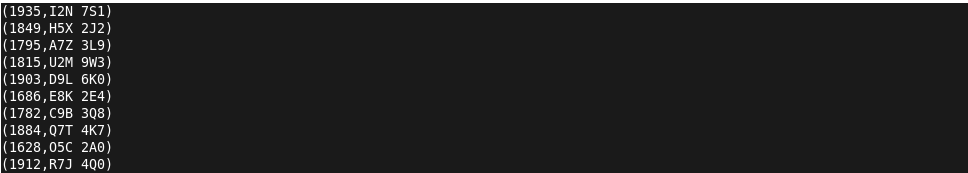 (1935,I2N 7S1)
(1849,H5X 2J2)
(1795,A7Z 3L9)
(1815,U2M 9W3)
(1903,D9L 6K0)
(1686,E8K 2E4)
(1782,C9B 3Q8)
(1884,Q7T 4K7)
(1628,O5C 2A0)
(1912,R7J 4Q0)